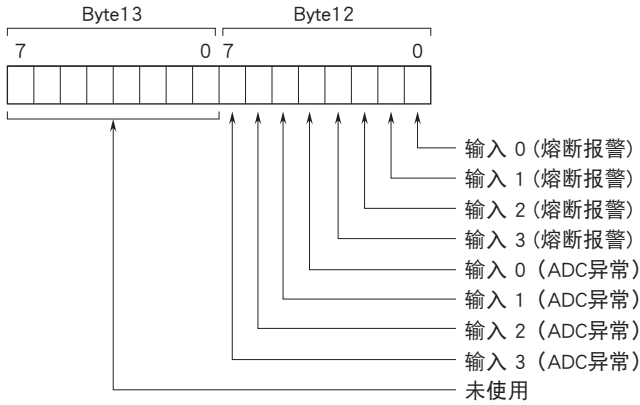 Byte13 Byte12
7 0 7 0
输入 0 (熔断报警)
输入 1 (熔断报警)
输入 2 (熔断报警)
输入 3 (熔断报警)
输入 0（ADC异常）
输入 1（ADC异常）
输入 2（ADC异常）
输入 3（ADC异常）
未使用